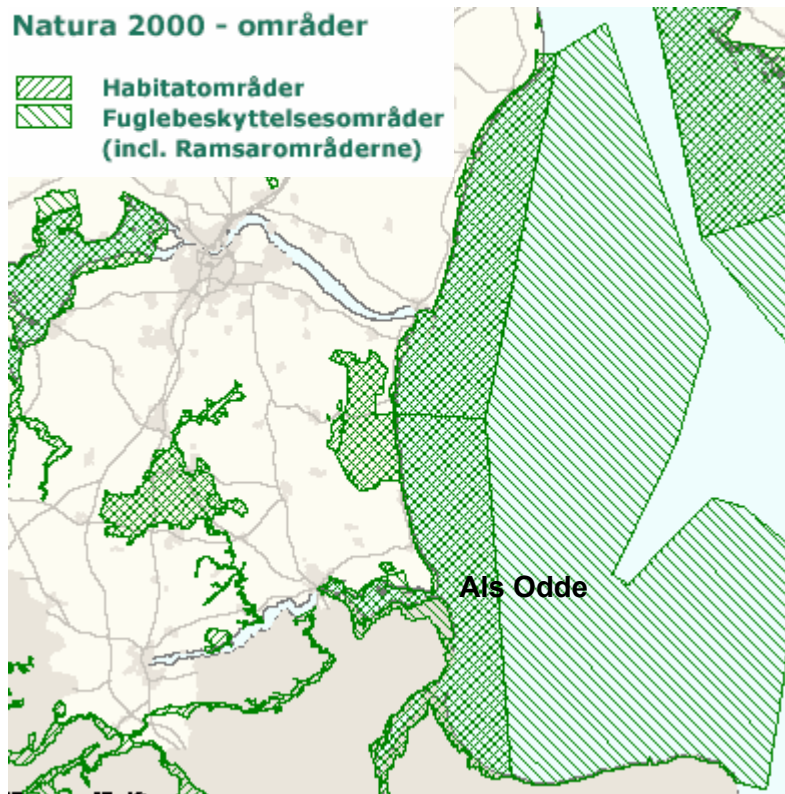 Natura 2000 - områder
Habitatområder
Fuglebeskyttelsesområder
(incl. Ramsarområderne)
Als Odde